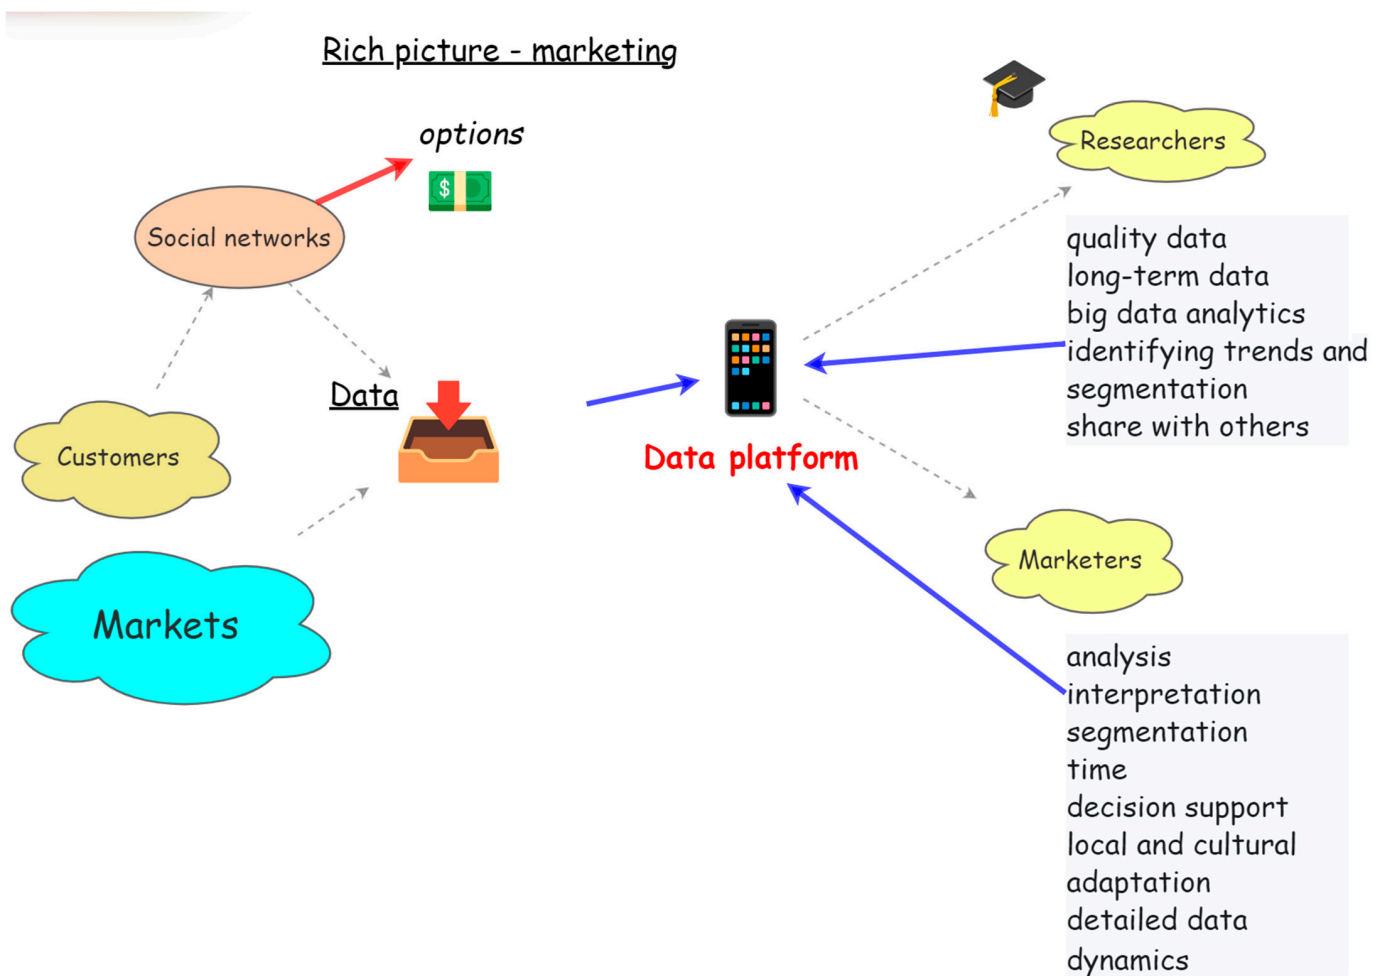 Rich picture - marketing
options
$
Social networks
Customers
Markets
Data
Data platform
Researchers
quality data
long-term data
big data analytics
identifying trends and
segmentation
share with others
Marketers
analysis
interpretation
segmentation
time
decision support
local and cultural
adaptation
detailed data
dynamics